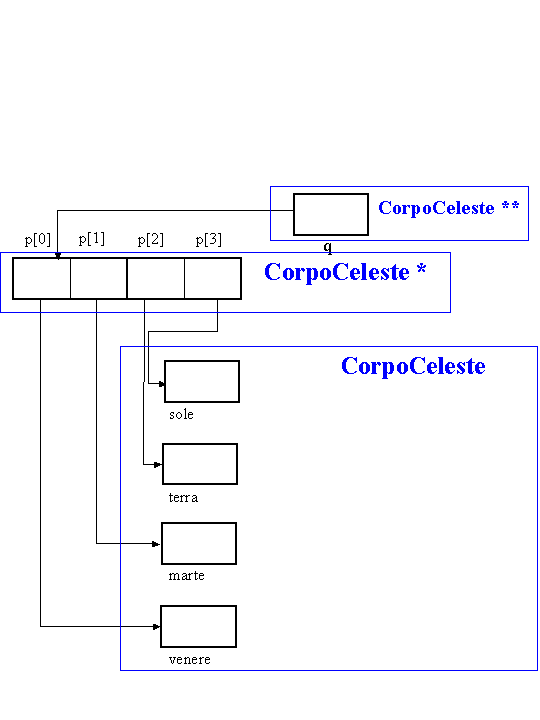 CorpoCeleste **
q
p[0] p[1] p[2] p[3]
CorpoCeleste *
CorpoCeleste
sole
terra
marte
venere